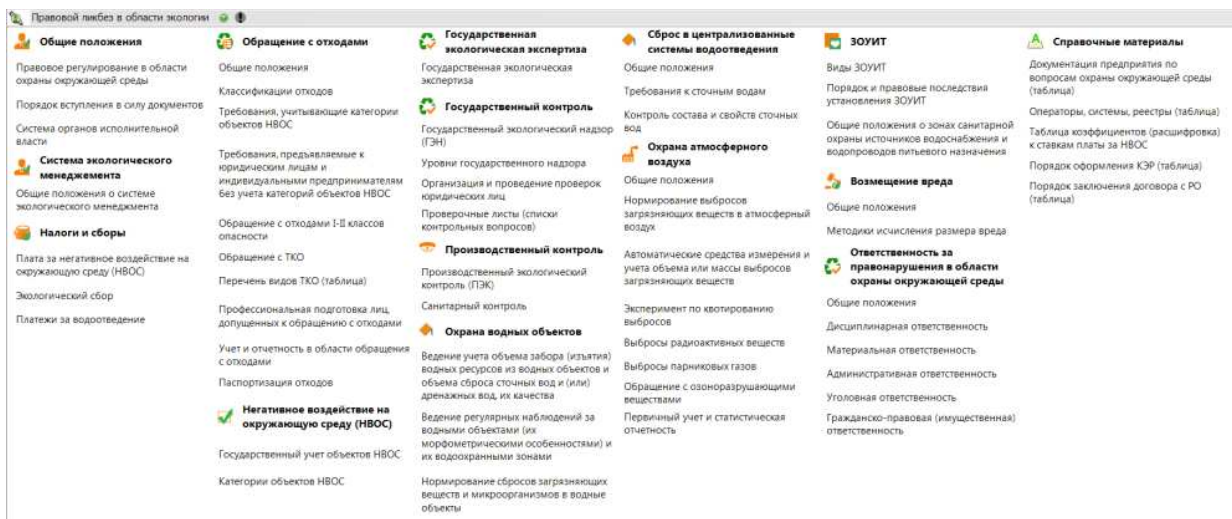 Правовой ликбез в области экологии
Общие положения
Правовое регулирование в области
охраны окружающей среды
Порядок вступления в силу документов
Система органов исполнительной
власти
Система экологического
менеджемента
Общие положения о системе
экологического менеджмента
Налоги и сборы
Плата за негативное воздействие на
окружающую среду (НВОС)
Экологический сбор
Платежи за водоотведение
Обращение с отходами
Общие положения
Классификации отходов
Требования, учитывающие категории
объектов НВОС
Требования, предъявляемые к
юридическим лицам и
индивидуальными предпринимателям
без учета категорий объектов НВОС
Обращение с отходами I-II классов
опасности
Обращение с ТКО
Перечень видов ТКО (таблица)
Профессиональная подготовка лиц,
допущенных к обращению с отходами
Учет и отчетность в области обращения
с отходами
Паспортизация отходов
Негативное воздействие на
окружающую среду (НВОС)
Государственный учет объектов НВОС
Категории объектов НВОС
Государственная
экологическая экспертиза
Государственная экологическая
экспертиза
Государственный контроль
Государственный экологический надзор
(ГЭН)
Уровни государственного надзора
Организация и проведение проверок
юридических лиц
Проверочные листы (списки
контрольных вопросов)
Производственный контроль
Производственный экологический
контроль (ПЭК)
Санитарный контроль
Охрана водных объектов
Ведение учета объема забора (изъятия)
водных ресурсов из водных объектов и
объема сброса сточных вод и (или)
дренажных вод, их качества
Ведение регулярных наблюдений за
водными объектами (их
морфометрическими особенностями) и
их водоохранными зонами
Нормирование сбросов загрязняющих
веществ и микроорганизмов в водные
объекты
Сброс в централизованные
системы водоотведения
Общие положения
Требования к сточным водам
Контроль состава и свойств сточных
вод
Охрана атмосферного
воздуха
Общие положения
Нормирование выбросов
загрязняющих веществ в атмосферный
воздух
Автоматические средства измерения и
учета объема или массы выбросов
загрязняющих веществ
Эксперимент по квотированию
выбросов
Выбросы радиоактивных веществ
Выбросы парниковых газов
Обращение с озоноразрушающими
веществами
Первичный учет и статистическая
отчетность
ЗОУИТ
Виды ЗОУИТ
Порядок и правовые последствия
установления ЗОУИТ
Общие положения о зонах санитарной
охраны источников водоснабжения и
водопроводов питьевого назначения
Возмещение вреда
Общие положения
Методики исчисления размера вреда
Ответственность за
правонарушения в области
охраны окружающей среды
Общие положения
Дисциплинарная ответственность
Материальная ответственность
Административная ответственность
Уголовная ответственность
Гражданско-правовая (имущественная)
ответственность
Справочные материалы
Документация предприятия по
вопросам охраны окружающей среды
(таблица)
Операторы, системы, реестры (таблица)
Таблица коэффициентов (расшифровка)
к ставкам платы за НВОС
Порядок оформления КЭР (таблица)
Порядок заключения договора с РО
(таблица)